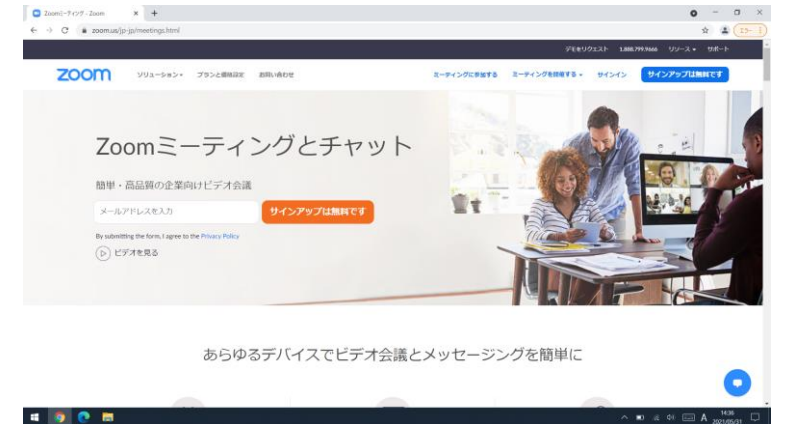 Zoomミーティング - Zoom
zoom.us/jp-jp/meetings.html
デモをリクエスト 1.888.799.9666 リソース サポート
zoom ソリューション プランと価格設定 お問い合わせ ミーティングに参加する ミーティングを開催する サインイン サインアップは無料です
Zoomミーティングとチャット
簡単・高品質の企業向けビデオ会議
メールアドレスを入力 サインアップは無料です
By submitting the form, I agree to the Privacy Policy
ビデオを見る
あらゆるデバイスでビデオ会議とメッセージングを簡単に
A 14:36
2021/05/31